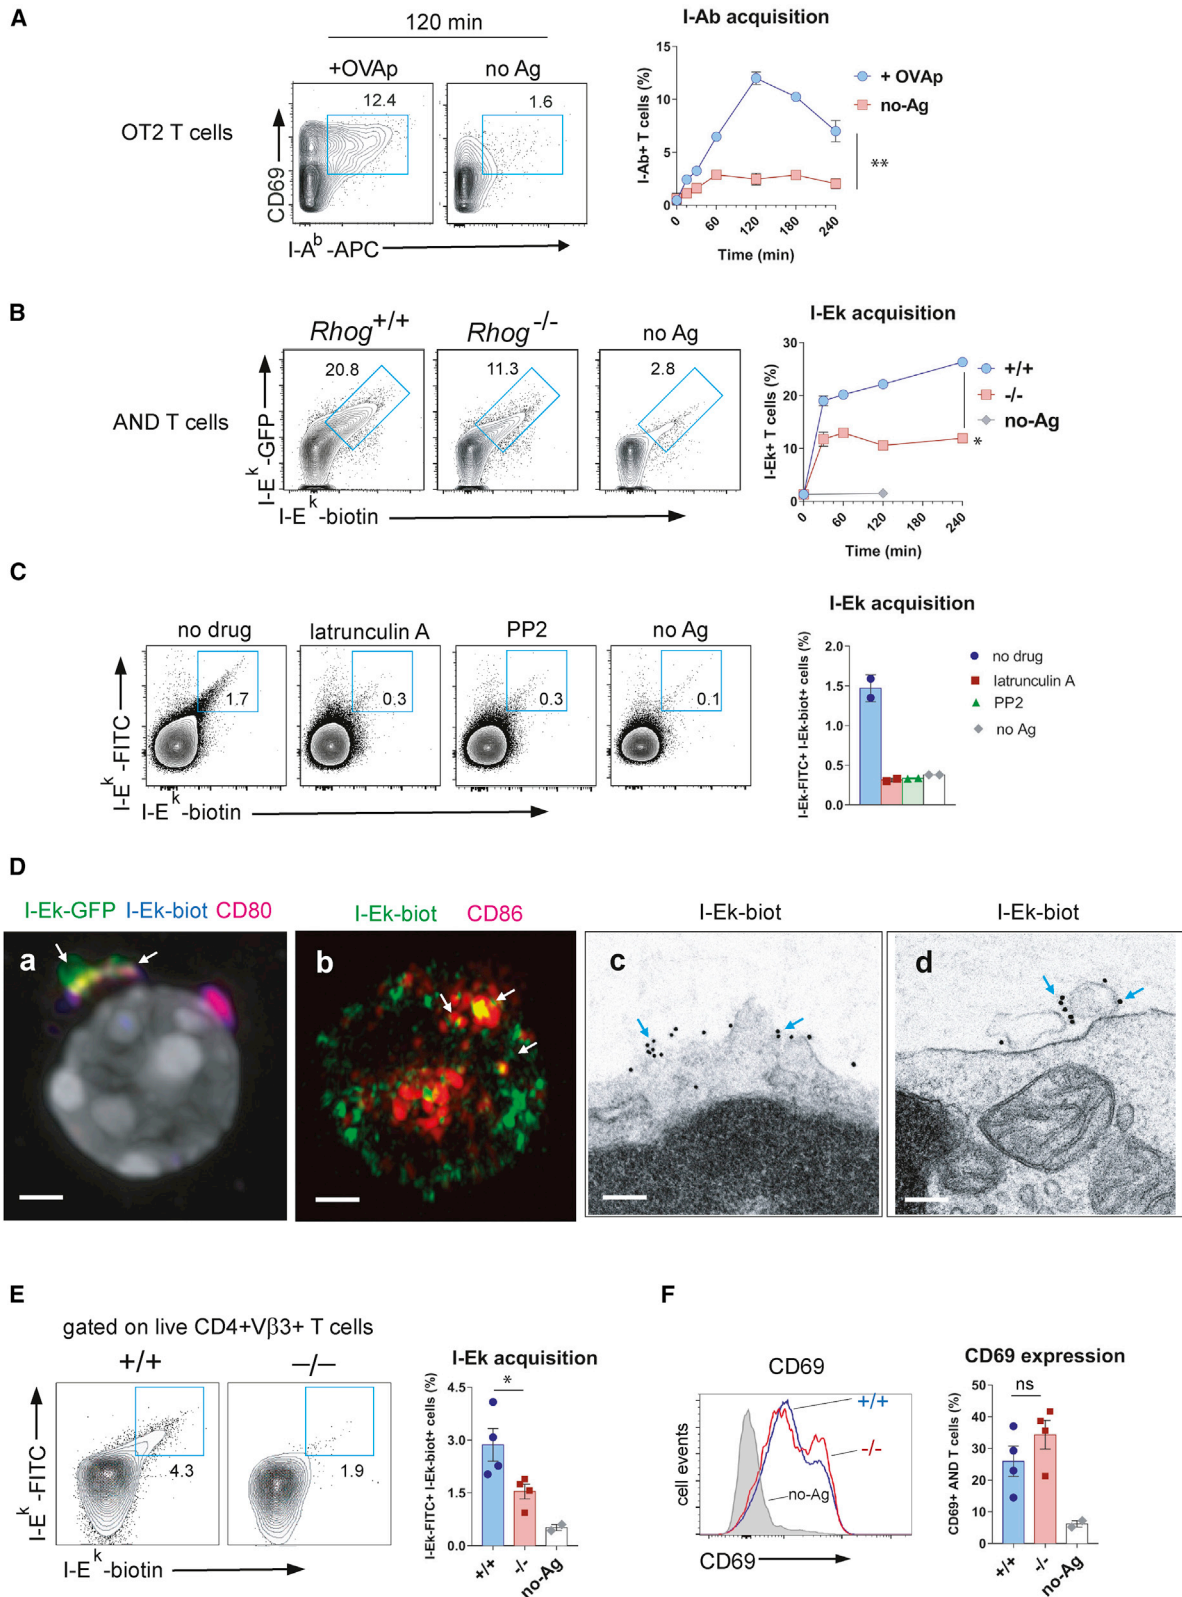 A
120 min
+OVAp
no Ag
12.4
1.6
OT2 T cells
CD69
I-A^b -APC
I-Ab acquisition
I-Ab+ T cells (%)
15
10
5
0
0 60 120 180 240
Time (min)
+ OVAp
no-Ag
**
B
Rhog+/+
Rhog-/-
no Ag
20.8
11.3
2.8
AND T cells
I-E^k-GFP
I-E^k-biotin
I-Ek acquisition
I-Ek+ T cells (%)
30
20
10
0
0 60 120 180 240
Time (min)
+/+
-/-
no-Ag
*
C
no drug
latrunculin A
PP2
no Ag
1.7
0.3
0.3
0.1
I-E^k-FITC
I-E^k-biotin
I-Ek acquisition
I-Ek-FITC+ I-Ek-biot+ cells (%)
2.0
1.5
1.0
0.5
0.0
no drug
latrunculin A
PP2
no Ag
D
I-Ek-GFP I-Ek-biot CD80
I-Ek-biot CD86
I-Ek-biot
I-Ek-biot
a
b
c
d
E
gated on live CD4+Vβ3+ T cells
+/+
–/–
4.3
1.9
I-E^k-FITC
I-E^k-biotin
I-Ek acquisition
I-Ek-FITC+ I-Ek-biot+ cells (%)
4.5
3.0
1.5
0.0
*
+/+
-/-
no-Ag
F
CD69
cell events
+/+
-/-
no-Ag
CD69
CD69 expression
CD69+ AND T cells (%)
50
40
30
20
10
0
ns
+/+
-/-
no-Ag